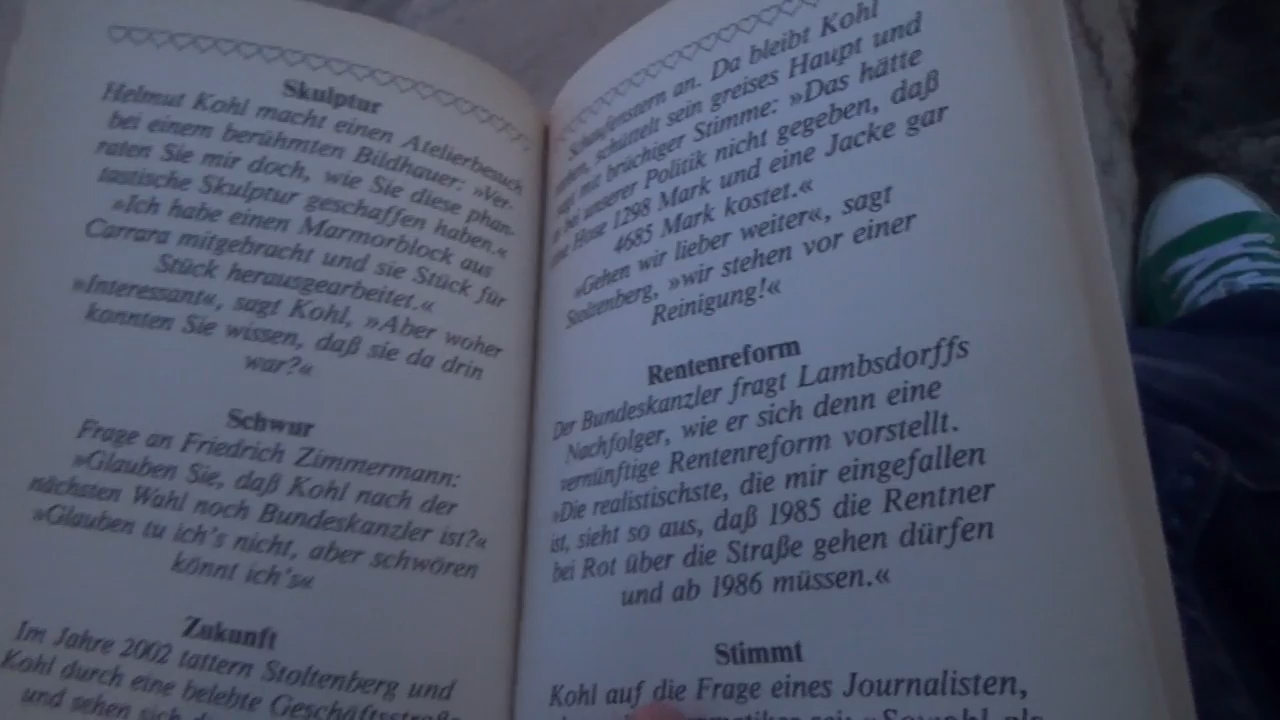 Skulptur
Helmut Kohl macht einen Atelierbesuch
bei einem berühmten Bildhauer: »Ver-
raten Sie mir doch, wie Sie diese phan-
tastische Skulptur geschaffen haben.«
»Ich habe einen Marmorblock aus
Carrara mitgebracht und sie Stück für
Stück herausgearbeitet.«
»Interessant«, sagt Kohl, »Aber woher
konnten Sie wissen, daß sie da drin
war?«
Schwur
Frage an Friedrich Zimmermann:
»Glauben Sie, daß Kohl nach der
nächsten Wahl noch Bundeskanzler ist?«
»Glauben tu ich's nicht, aber schwören
könnt ich's«
Zukunft
Im Jahre 2002 tattern Stoltenberg und
Kohl durch eine belebte Geschäftsstraße
und sehen sich
Schaufenstern an. Da bleibt Kohl
schüttelt sein greises Haupt und
mit brüchiger Stimme: »Das hätte
bei unserer Politik nicht gegeben, daß
eine Hose 1298 Mark und eine Jacke gar
4685 Mark kostet.«
»Gehen wir lieber weiter«, sagt
Stoltenberg, »wir stehen vor einer
Reinigung!«
Rentenreform
Der Bundeskanzler fragt Lambsdorffs
Nachfolger, wie er sich denn eine
vernünftige Rentenreform vorstellt.
»Die realistischste, die mir eingefallen
ist, sieht so aus, daß 1985 die Rentner
bei Rot über die Straße gehen dürfen
und ab 1986 müssen.«
Stimmt
Kohl auf die Frage eines Journalisten,